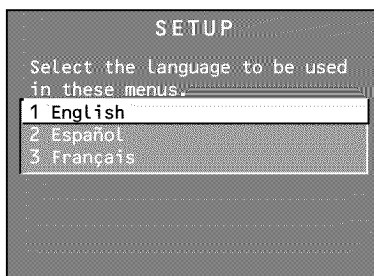 SETUP
Select the language to be used
in these menus.
1 English
2 Español
3 Français